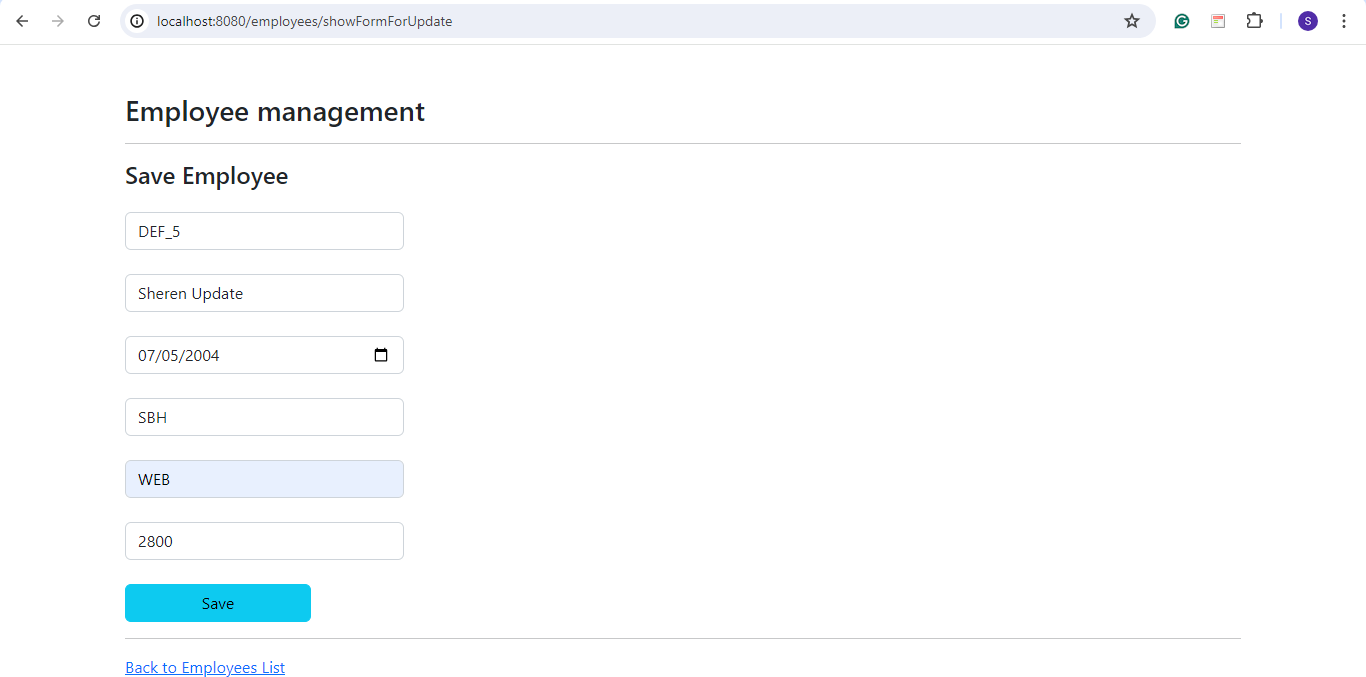 localhost:8080/employees/showFormForUpdate
S
Employee management
Save Employee
DEF_5
Sheren Update
07/05/2004
SBH
WEB
2800
Save
Back to Employees List